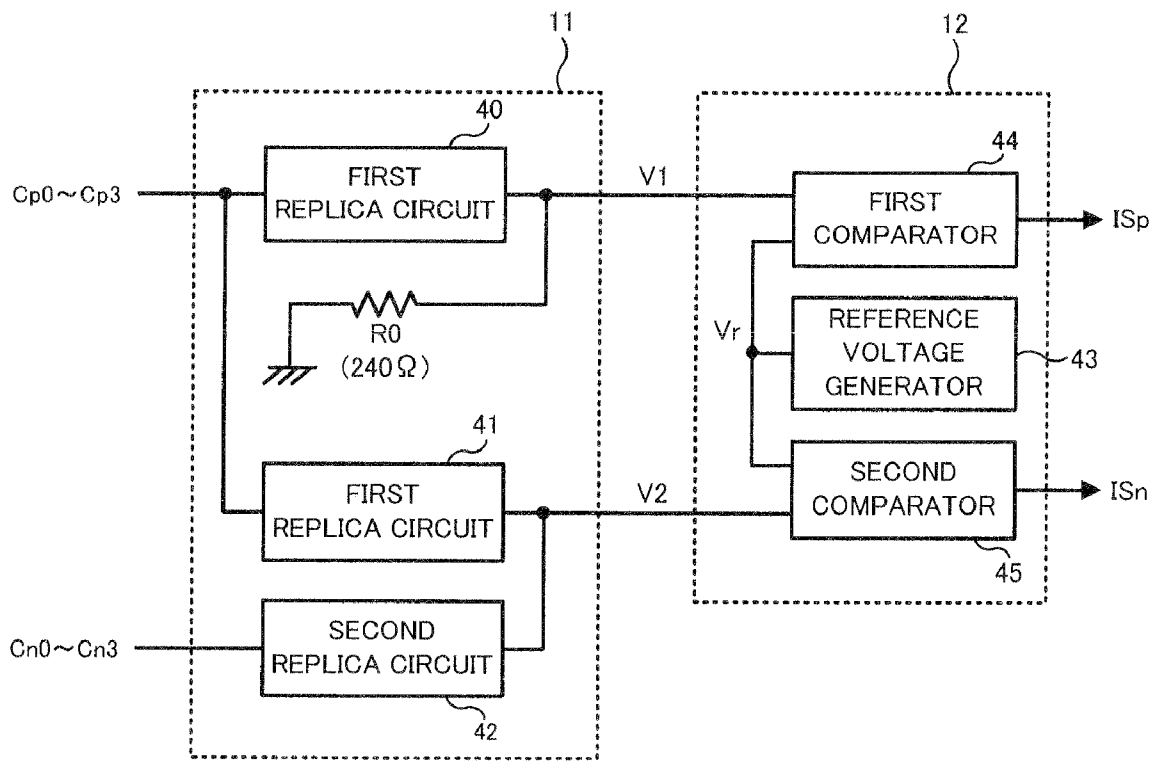 11
12
40
44
FIRST
REPLICA CIRCUIT
Cp0～Cp3
V1
FIRST
COMPARATOR
ISp
R0
(240Ω)
Vr
REFERENCE
VOLTAGE
GENERATOR
43
41
FIRST
REPLICA CIRCUIT
V2
SECOND
COMPARATOR
ISn
45
Cn0～Cn3
SECOND
REPLICA CIRCUIT
42